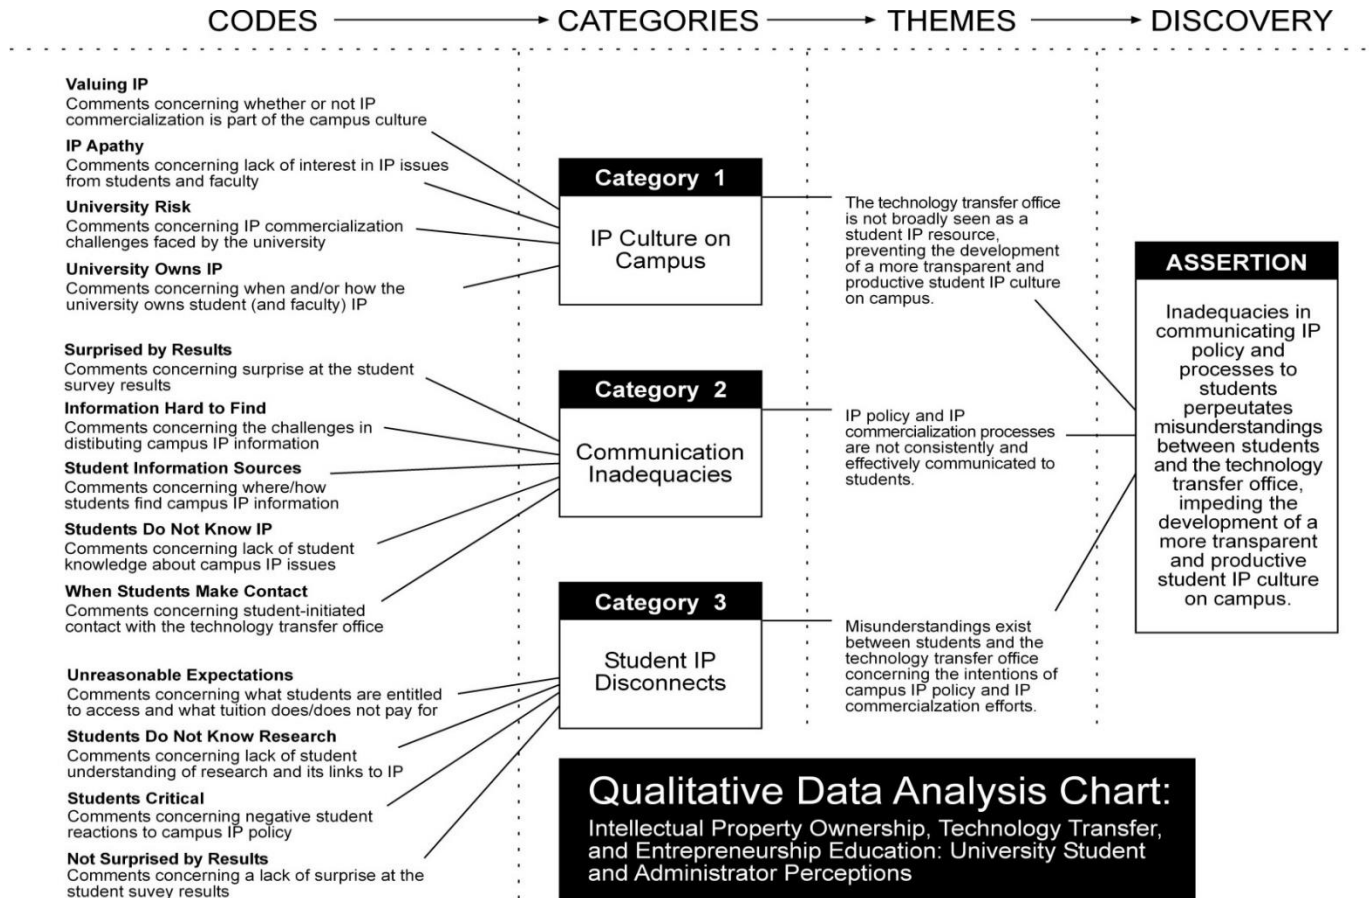 CODES
CATEGORIES
THEMES
DISCOVERY
Valuing IP
Comments concerning whether or not IP
commercialization is part of the campus culture
IP Apathy
Comments concerning lack of interest in IP issues
from students and faculty
University Risk
Comments concerning IP commercialization
challenges faced by the university
University Owns IP
Comments concerning when and/or how the
university owns student (and faculty) IP
Surprised by Results
Comments concerning surprise at the student
survey results
Information Hard to Find
Comments concerning the challenges in
distibuting campus IP information
Student Information Sources
Comments concerning where/how
students find campus IP information
Students Do Not Know IP
Comments concerning lack of student
knowledge about campus IP issues
When Students Make Contact
Comments concerning student-initiated
contact with the technology transfer office
Unreasonable Expectations
Comments concerning what students are entitled
to access and what tuition does/does not pay for
Students Do Not Know Research
Comments concerning lack of student
understanding of research and its links to IP
Students Critical
Comments concerning negative student
reactions to campus IP policy
Not Surprised by Results
Comments concerning a lack of surprise at the
student suvey results
Category 1
IP Culture on
Campus
Category 2
Communication
Inadequacies
Category 3
Student IP
Disconnects
The technology transfer office
is not broadly seen as a
student IP resource,
preventing the development
of a more transparent and
productive student IP culture
on campus.
IP policy and IP
commercialization processes
are not consistently and
effectively communicated to
students.
Misunderstandings exist
between students and the
technology transfer office
concerning the intentions of
campus IP policy and IP
commercialzation efforts.
ASSERTION
Inadequacies in
communicating IP
policy and
processes to
students
perpeutates
misunderstandings
between students
and the technology
transfer office,
impeding the
development of a
more transparent
and productive
student IP culture
on campus.
Qualitative Data Analysis Chart:
Intellectual Property Ownership, Technology Transfer,
and Entrepreneurship Education: University Student
and Administrator Perceptions